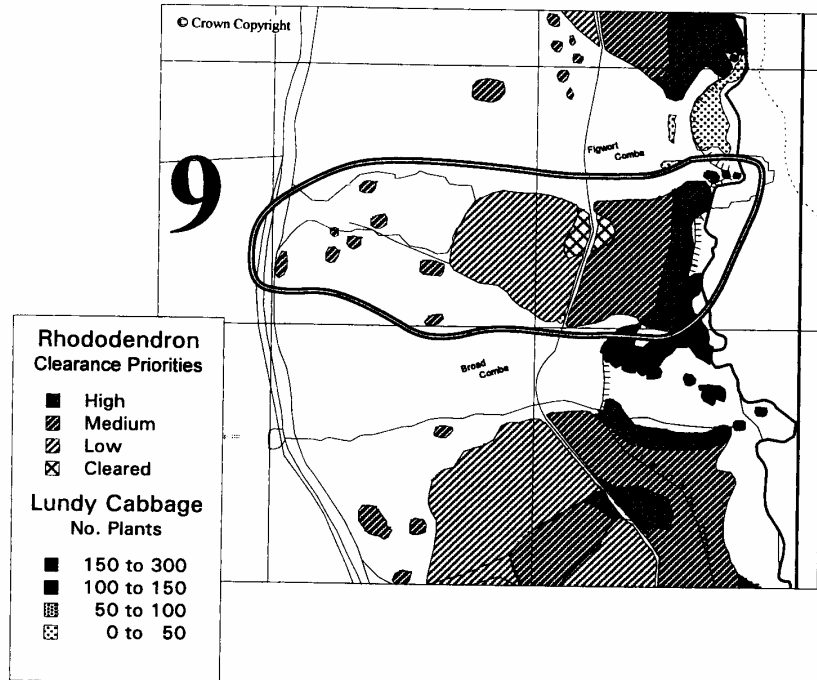 © Crown Copyright
9
Figwort
Combe
Broad
Combe
Rhododendron
Clearance Priorities
High
Medium
Low
Cleared
Lundy Cabbage
No. Plants
150 to 300
100 to 150
50 to 100
0 to 50